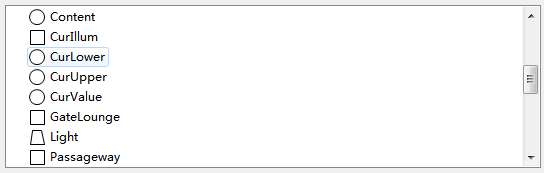 Content
CurIllum
CurLower
CurUpper
CurValue
GateLounge
Light
Passageway